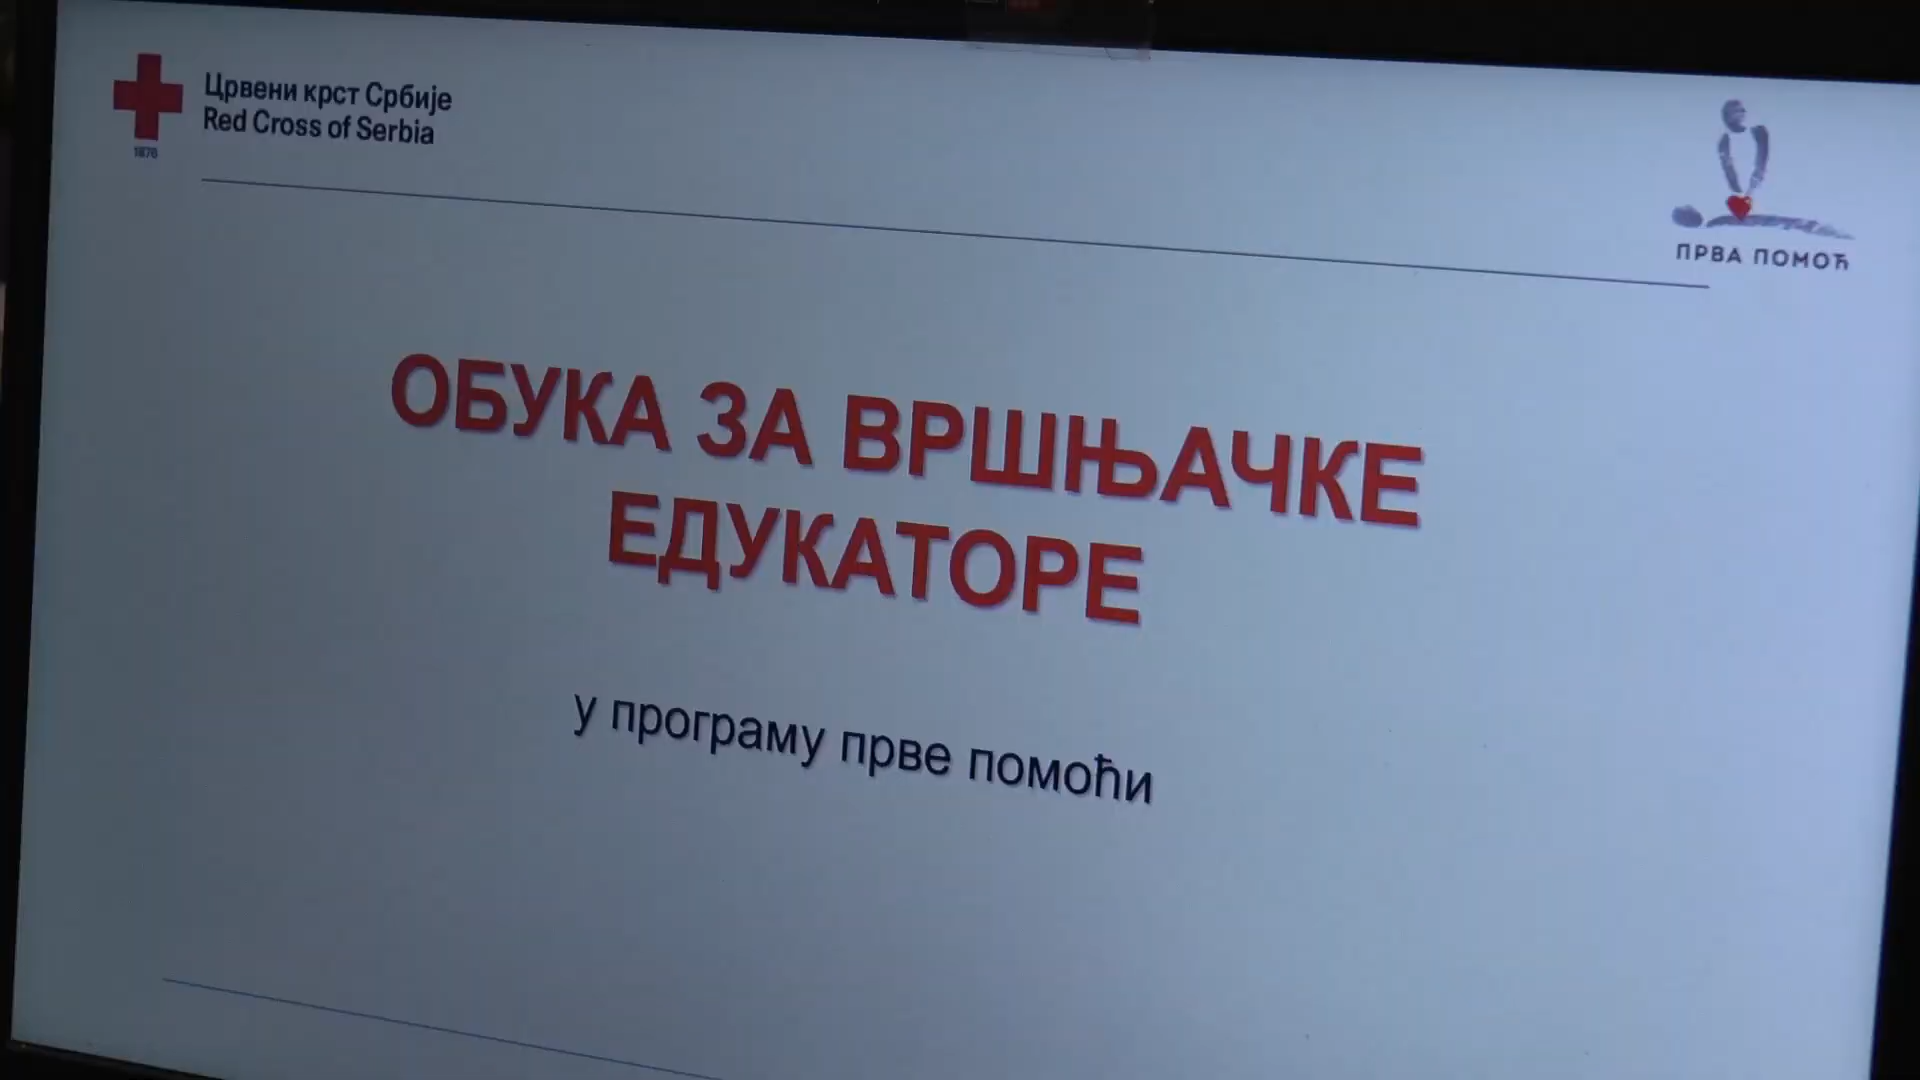 Црвени крст Србије
Red Cross of Serbia
1876
ПРВА ПОМОЋ
ОБУКА ЗА ВРШЊАЧКЕ
ЕДУКАТОРЕ
у програму прве помоћи